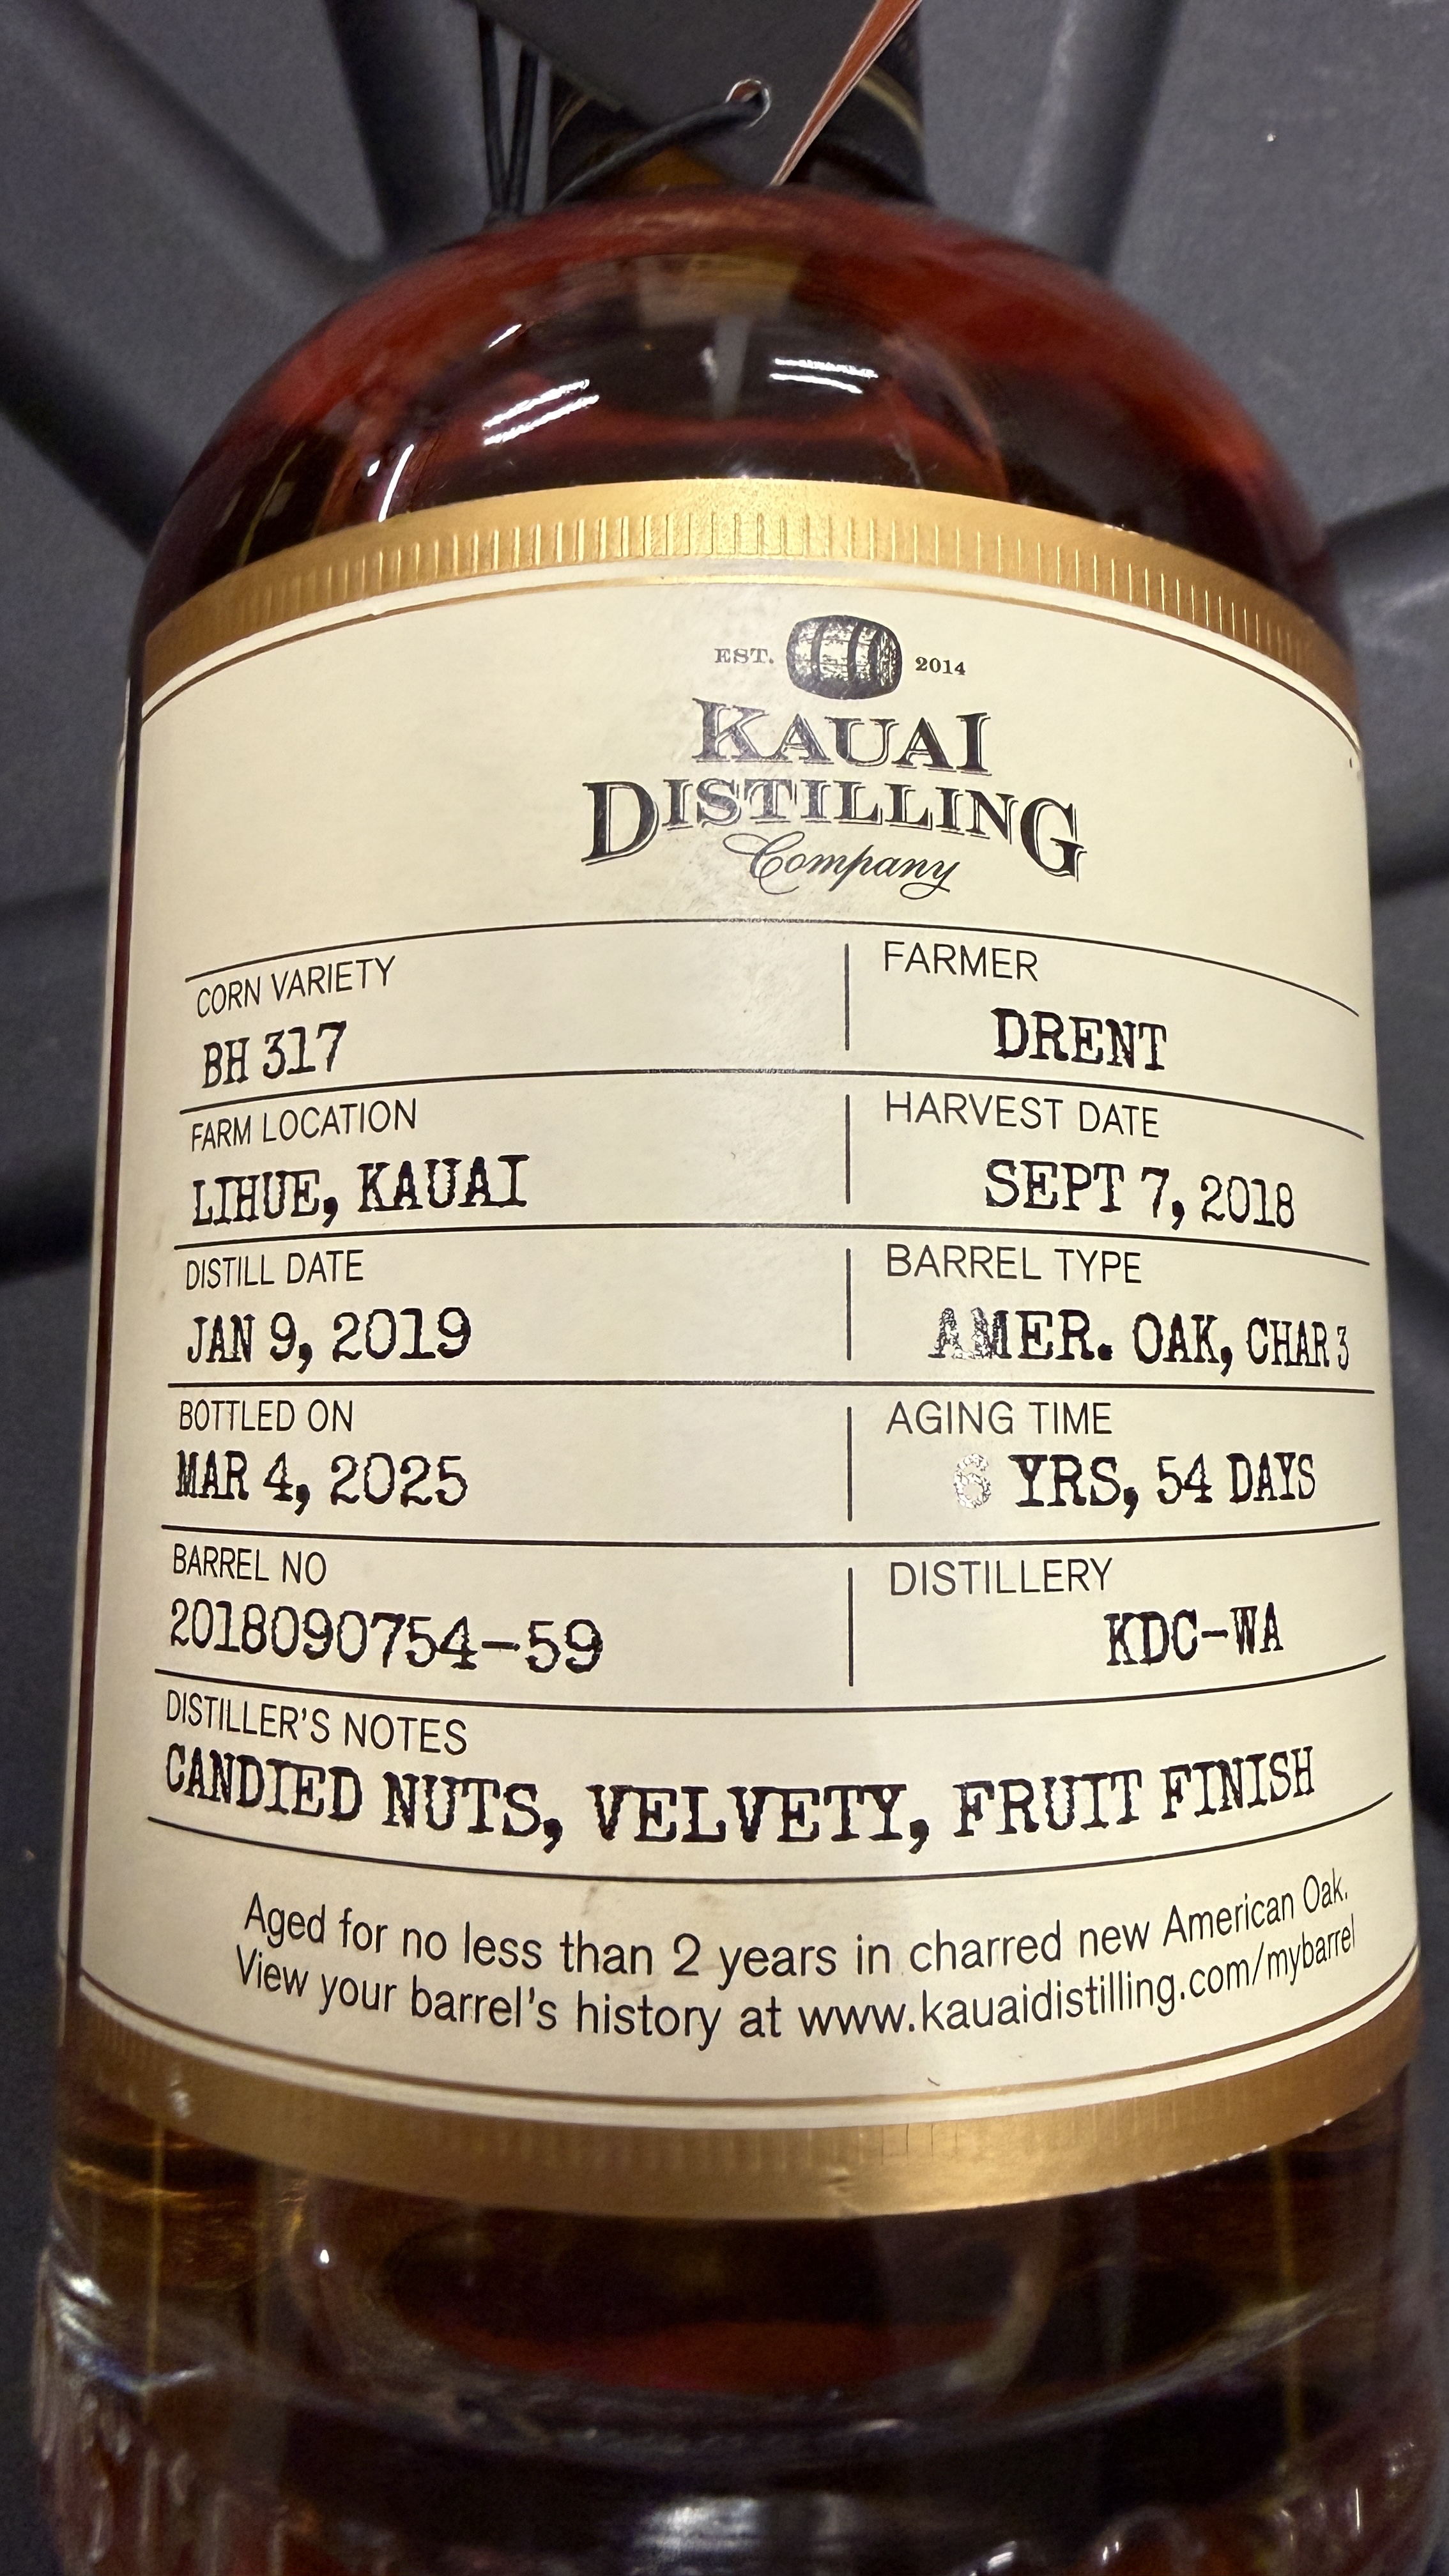 EST. 2014
KAUAI
DISTILLING
Company
CORN VARIETY
BH 317
FARMER
DRENT
FARM LOCATION
LIHUE, KAUAI
HARVEST DATE
SEPT 7, 2018
DISTILL DATE
JAN 9, 2019
BARREL TYPE
AMER. OAK, CHAR 3
BOTTLED ON
MAR 4, 2025
AGING TIME
6 YRS, 54 DAYS
BARREL NO
2018090754-59
DISTILLERY
KDC-WA
DISTILLER'S NOTES
CANDIED NUTS, VELVETY, FRUIT FINISH
Aged for no less than 2 years in charred new American Oak.
View your barrel's history at www.kauaidistilling.com/mybarrel